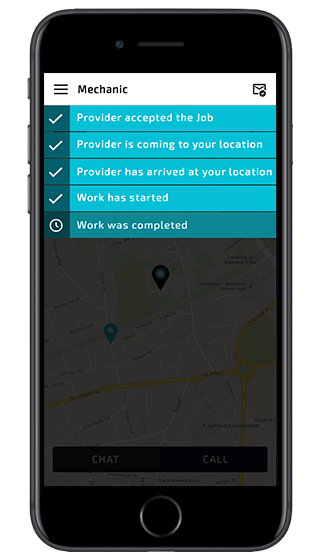 Mechanic
Provider accepted the Job
Provider is coming to your location
Provider has arrived at your location
Work has started
Work was completed
CHAT
CALL